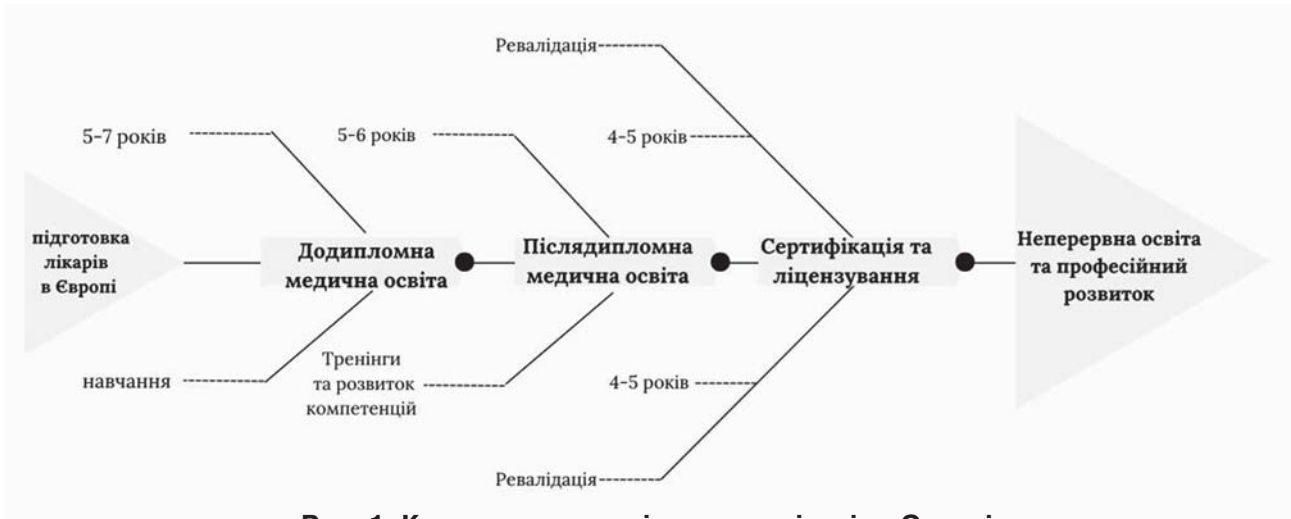 Ревалідація
5-7 років
5-6 років
4-5 років
підготовка
лікарів
в Європі
Додипломна
медична освіта
Післядипломна
медична освіта
Сертифікація та
ліцензування
Неперервна освіта
та професійний
розвиток
навчання
Тренінги
та розвиток
компетенцій
4-5 років
Ревалідація